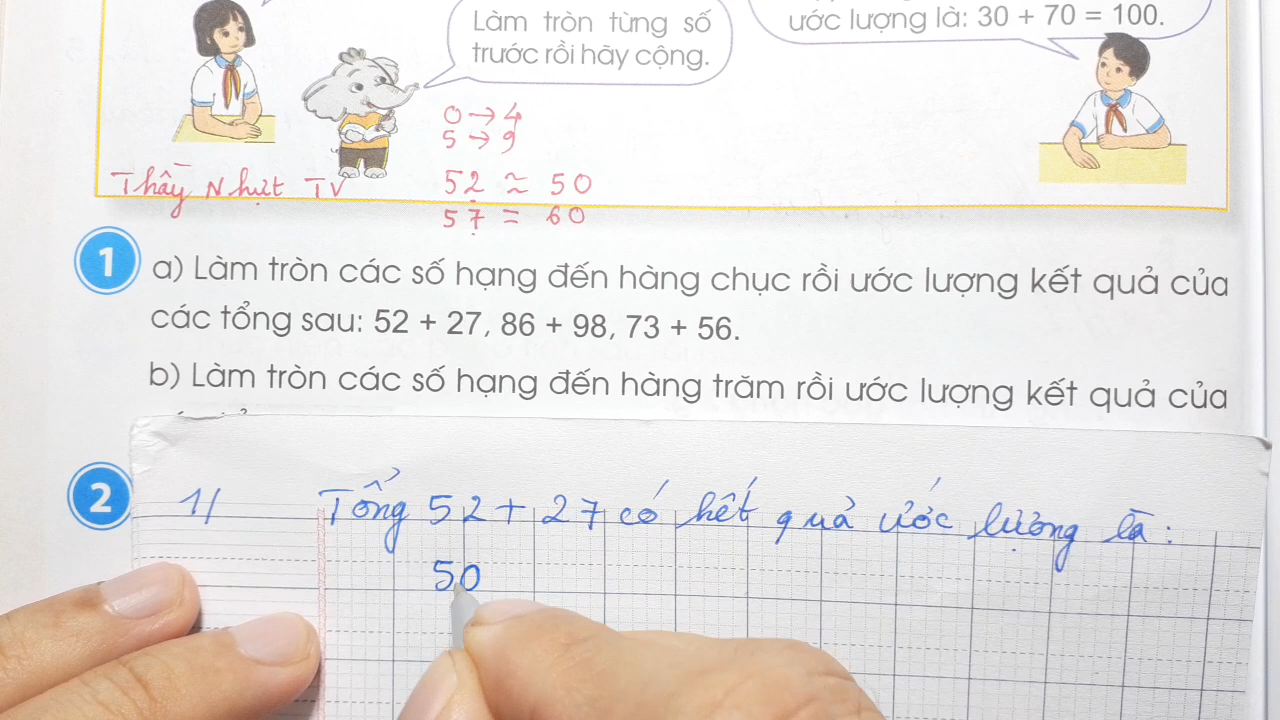 Làm tròn từng số
trước rồi hãy cộng.
ước lượng là: 30 + 70 = 100.
0 → 4
5 → 9
Thầy Nhựt TV
52 ≈ 50
57 = 60
1 a) Làm tròn các số hạng đến hàng chục rồi ước lượng kết quả của
các tổng sau: 52 + 27, 86 + 98, 73 + 56.
b) Làm tròn các số hạng đến hàng trăm rồi ước lượng kết quả của
2
1/ Tổng 52 + 27 có kết quả ước lượng là:
50